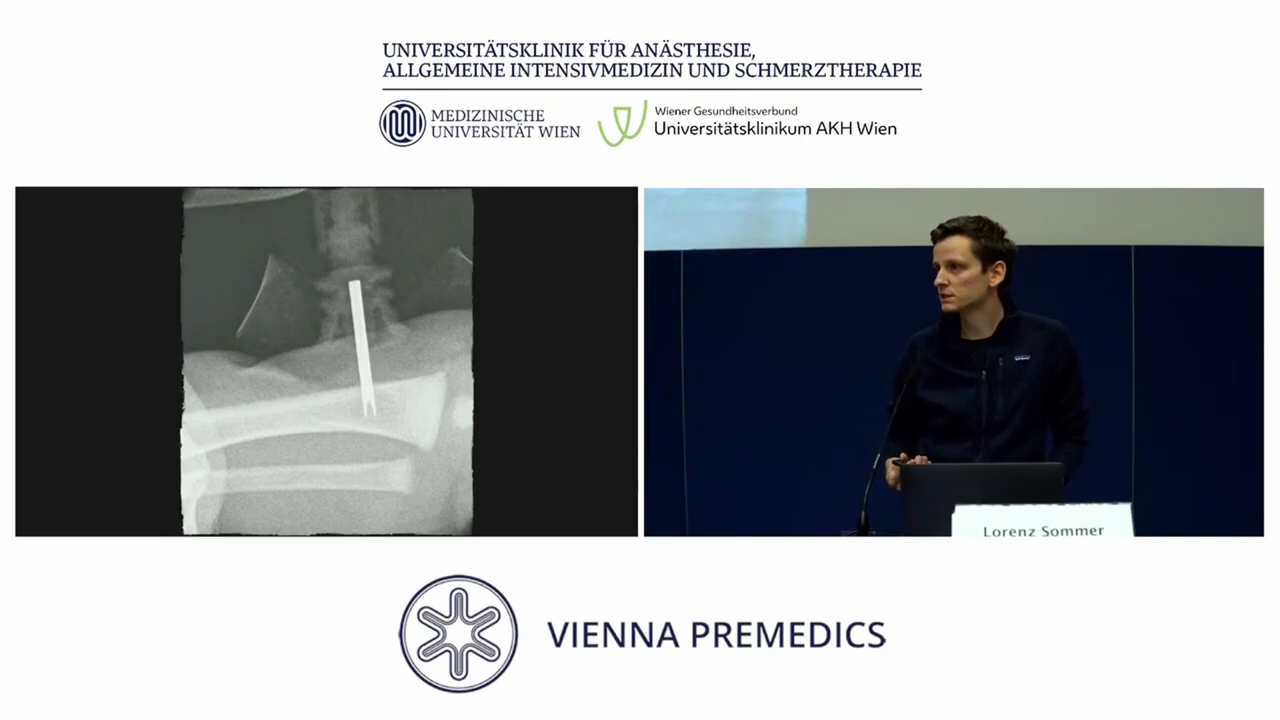 UNIVERSITÄTSKLINIK FÜR ANÄSTHESIE,
ALLGEMEINE INTENSIVMEDIZIN UND SCHMERZTHERAPIE
MEDIZINISCHE
UNIVERSITÄT WIEN
Wiener Gesundheitsverbund
Universitätsklinikum AKH Wien
patagonia
Lorenz Sommer
VIENNA PREMEDICS